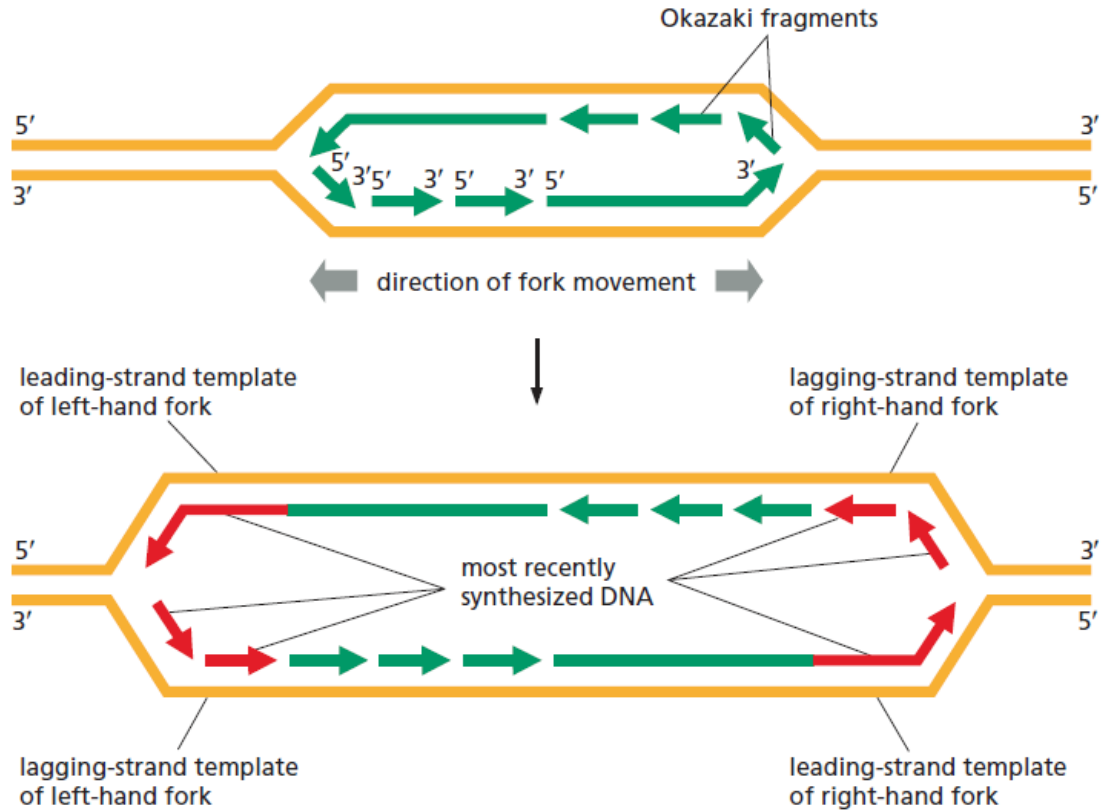 Okazaki fragments
5′ 3′
5′ 3′ 5′ 3′ 5′ 3′ 5′ 3′
3′ 5′
direction of fork movement
leading-strand template
of left-hand fork
lagging-strand template
of right-hand fork
5′ 3′
most recently
synthesized DNA
3′ 5′
lagging-strand template
of left-hand fork
leading-strand template
of right-hand fork